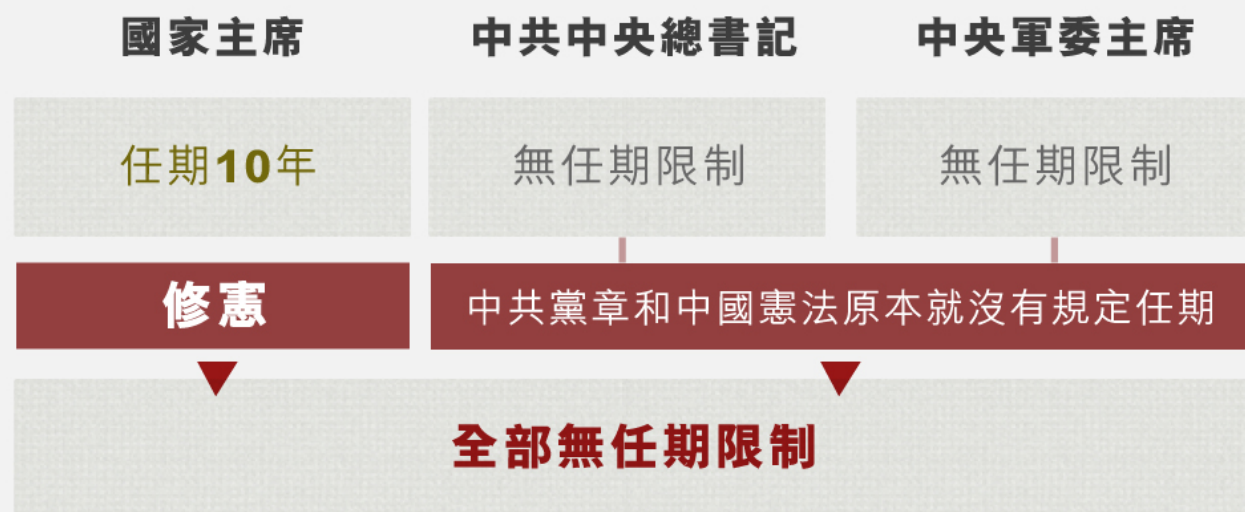 國家主席
中共中央總書記
中央軍委主席
任期10年
無任期限制
無任期限制
修憲
中共黨章和中國憲法原本就沒有規定任期
全部無任期限制